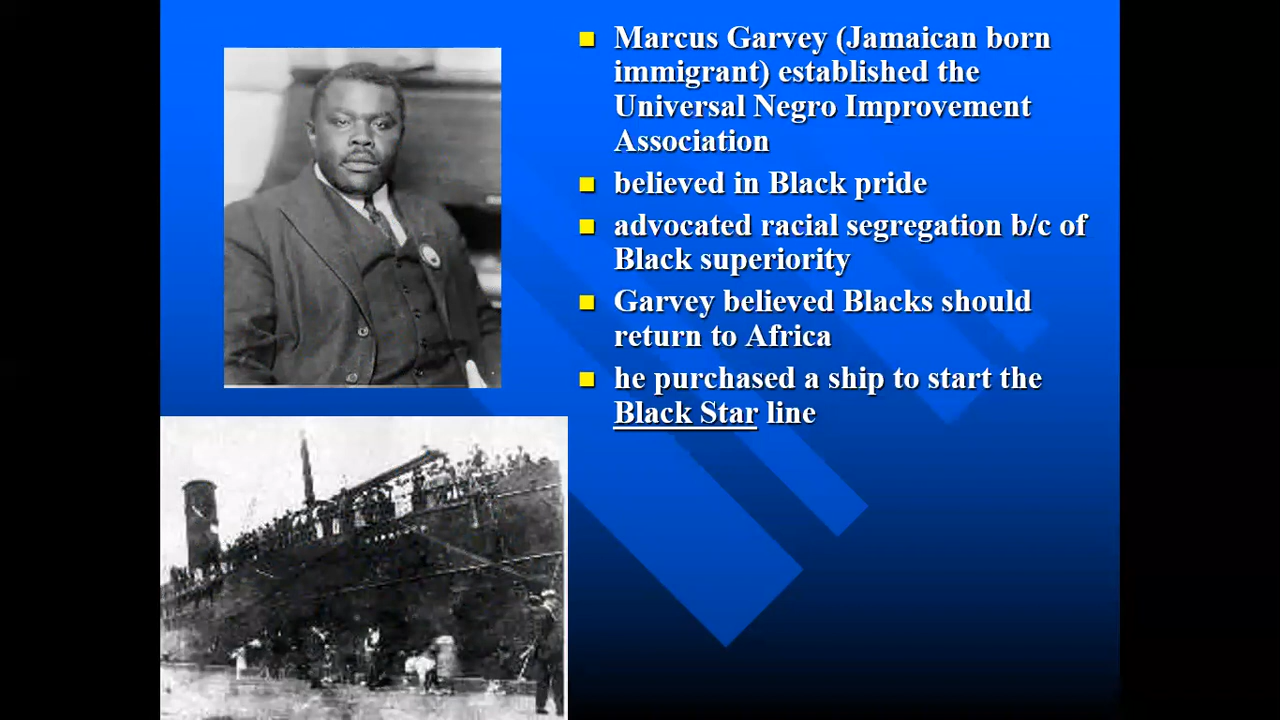 Marcus Garvey (Jamaican born
immigrant) established the
Universal Negro Improvement
Association
believed in Black pride
advocated racial segregation b/c of
Black superiority
Garvey believed Blacks should
return to Africa
he purchased a ship to start the
Black Star line